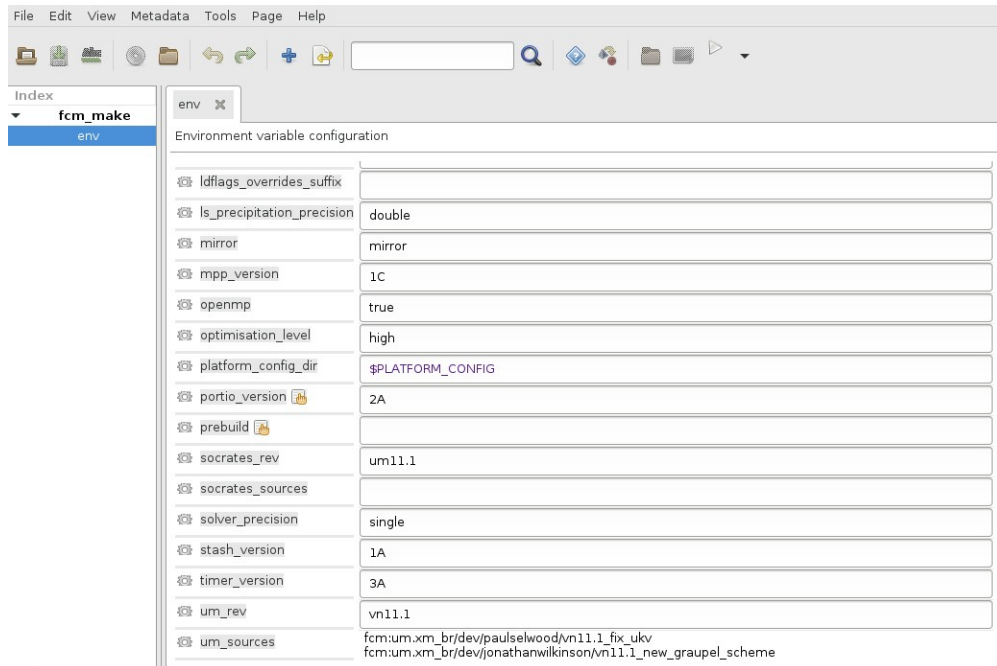 File Edit View Metadata Tools Page Help
Index
fcm_make
env
env
Environment variable configuration
ldflags_overrides_suffix
ls_precipitation_precision double
mirror mirror
mpp_version 1C
openmp true
optimisation_level high
platform_config_dir $PLATFORM_CONFIG
portio_version 2A
prebuild
socrates_rev um11.1
socrates_sources
solver_precision single
stash_version 1A
timer_version 3A
um_rev vn11.1
um_sources fcm:um.xm_br/dev/paulselwood/vn11.1_fix_ukv
fcm:um.xm_br/dev/jonathanwilkinson/vn11.1_new_graupel_scheme